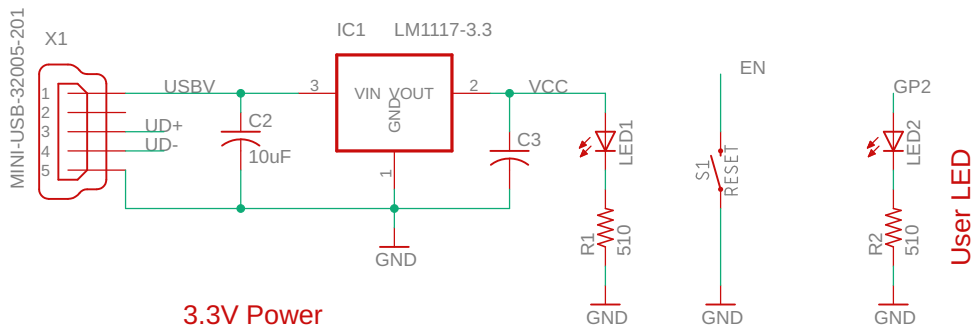 MINI-USB-32005-201
X1
1
2
3
4
5
USBV
UD+
UD-
C2
10uF
IC1
LM1117-3.3
3
VIN
VOUT
GND
2
1
VCC
C3
GND
LED1
R1
510
GND
EN
S1
RESET
GND
GP2
LED2
R2
510
GND
User LED
3.3V Power